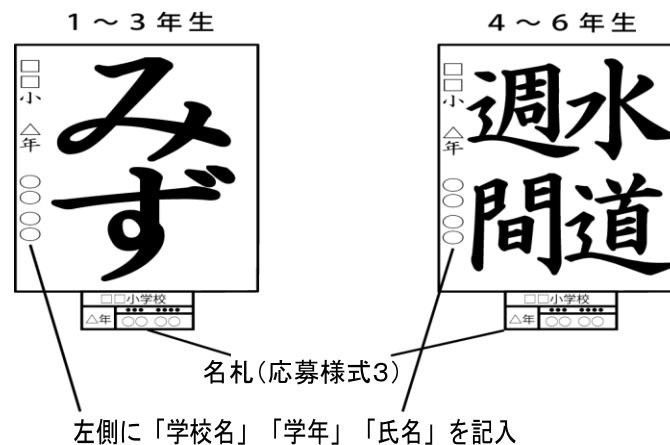 1～3年生
みず
□□小　△年　○○ ○○
□□小学校
△年
●●● ●●●●
○○ ○○
4～6年生
水道
週間
□□小　△年　○○ ○○
□□小学校
△年
●●● ●●●●
○○ ○○
名札(応募様式3)
左側に「学校名」「学年」「氏名」を記入